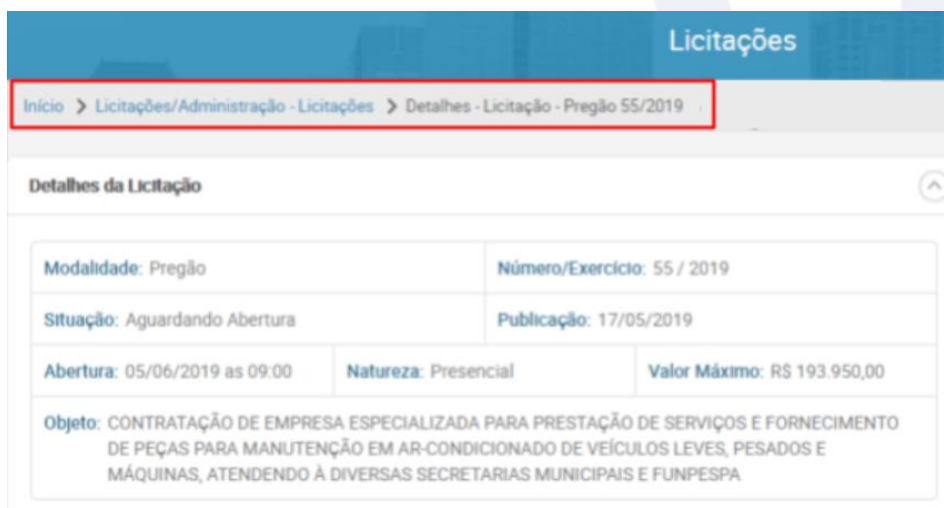 Licitações
Início > Licitações/Administração - Licitações > Detalhes - Licitação - Pregão 55/2019
Detalhes da Licitação
Modalidade: Pregão Número/Exercício: 55 / 2019
Situação: Aguardando Abertura Publicação: 17/05/2019
Abertura: 05/06/2019 as 09:00 Natureza: Presencial Valor Máximo: R$ 193.950,00
Objeto: CONTRATAÇÃO DE EMPRESA ESPECIALIZADA PARA PRESTAÇÃO DE SERVIÇOS E FORNECIMENTO
DE PEÇAS PARA MANUTENÇÃO EM AR-CONDICIONADO DE VEÍCULOS LEVES, PESADOS E
MÁQUINAS, ATENDENDO À DIVERSAS SECRETARIAS MUNICIPAIS E FUNPESPA